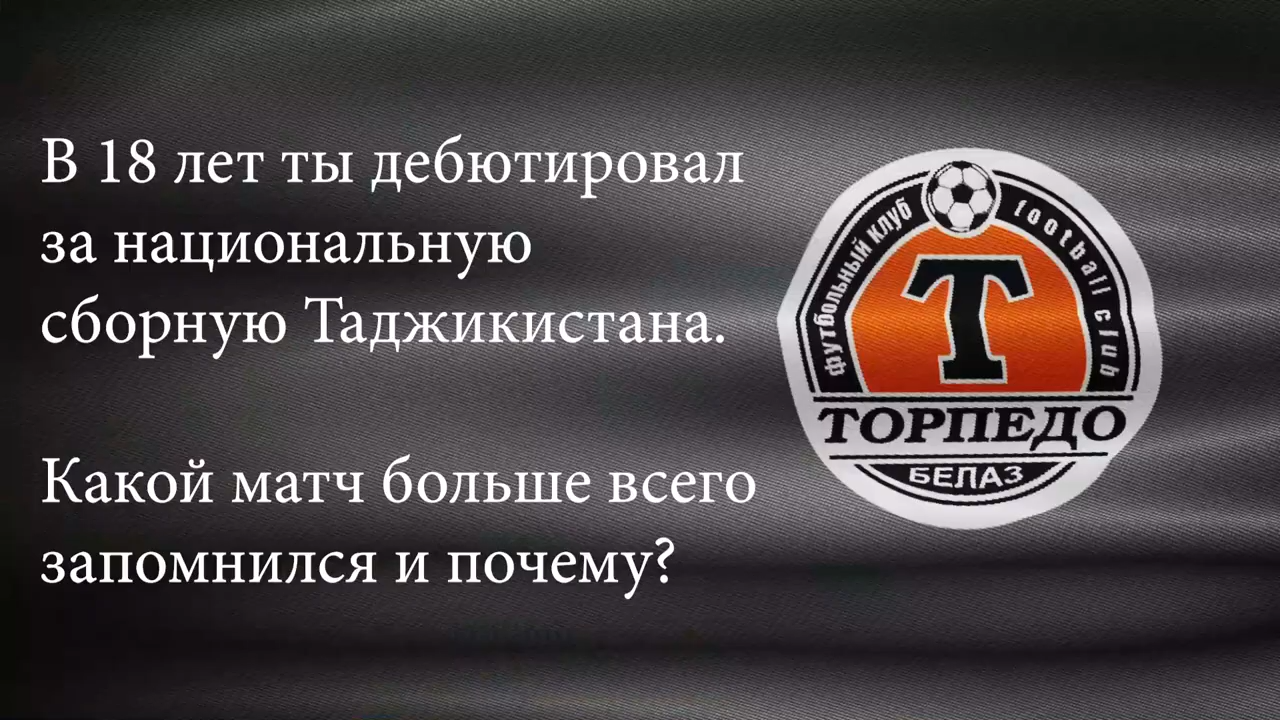 В 18 лет ты дебютировал
за национальную
сборную Таджикистана.
Какой матч больше всего
запомнился и почему?
футбольный клуб
football club
Т
ТОРПЕДО
БЕЛАЗ